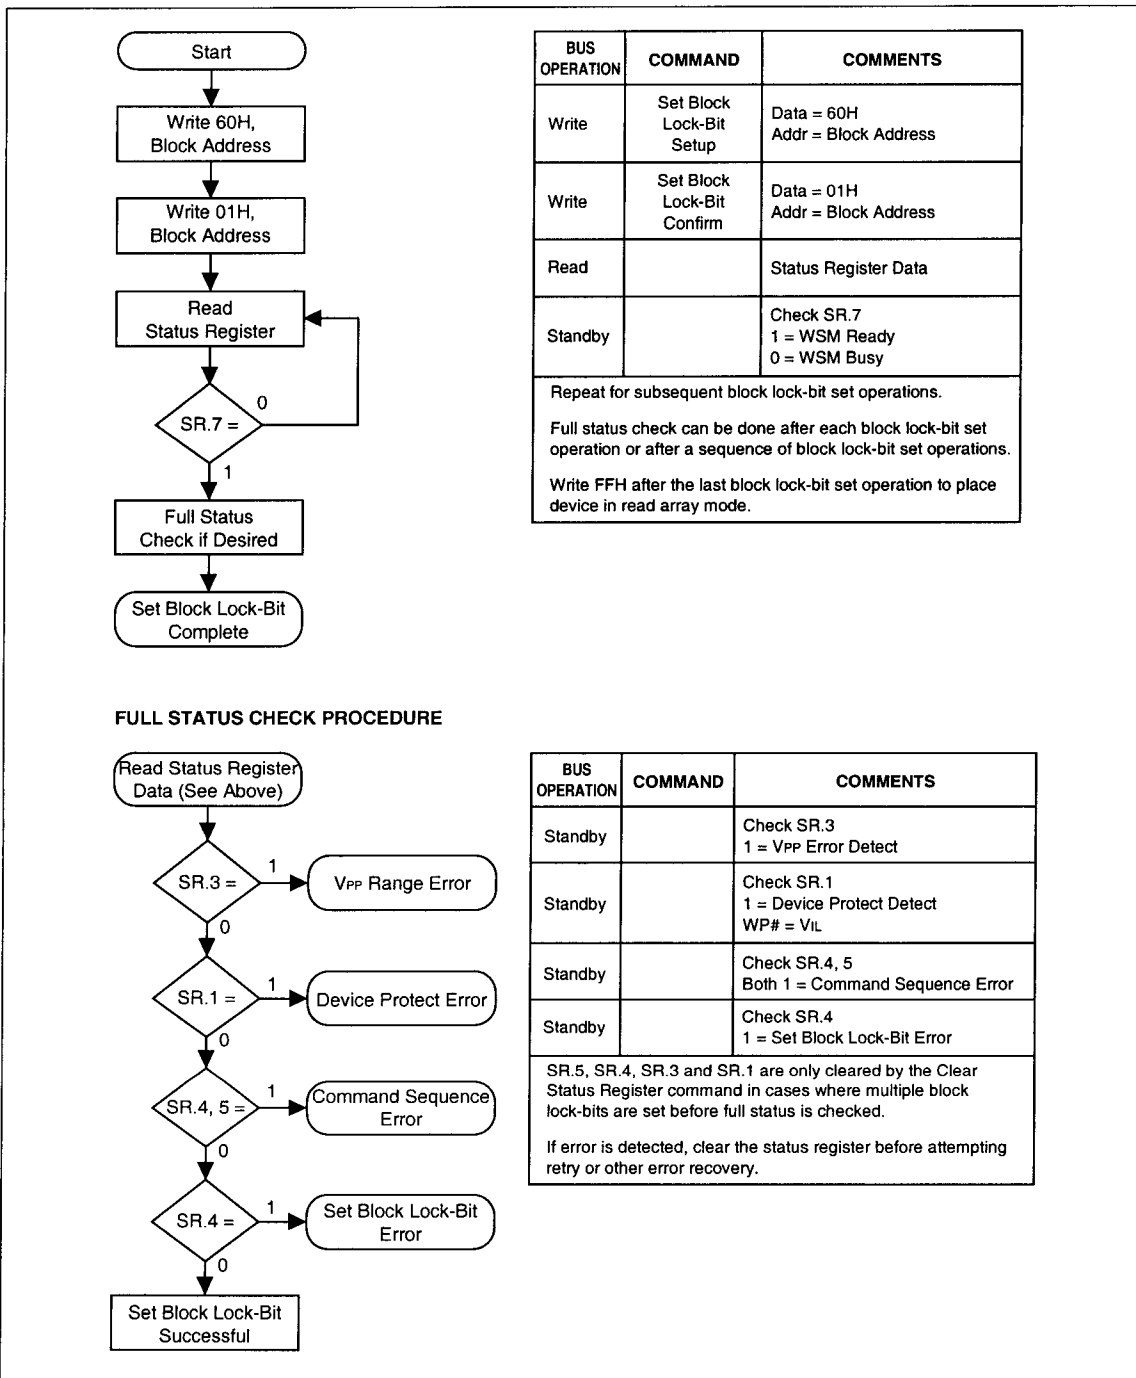 Start
Write 60H,
Block Address
Write 01H,
Block Address
Read
Status Register
SR.7 =
0
1
Full Status
Check if Desired
Set Block Lock-Bit
Complete
BUS
OPERATION
COMMAND
COMMENTS
Write
Set Block
Lock-Bit
Setup
Data = 60H
Addr = Block Address
Write
Set Block
Lock-Bit
Confirm
Data = 01H
Addr = Block Address
Read
Status Register Data
Standby
Check SR.7
1 = WSM Ready
0 = WSM Busy
Repeat for subsequent block lock-bit set operations.
Full status check can be done after each block lock-bit set
operation or after a sequence of block lock-bit set operations.
Write FFH after the last block lock-bit set operation to place
device in read array mode.
FULL STATUS CHECK PROCEDURE
Read Status Register
Data (See Above)
SR.3 =
1
VPP Range Error
0
SR.1 =
1
Device Protect Error
0
SR.4, 5 =
1
Command Sequence
Error
0
SR.4 =
1
Set Block Lock-Bit
Error
0
Set Block Lock-Bit
Successful
BUS
OPERATION
COMMAND
COMMENTS
Standby
Check SR.3
1 = VPP Error Detect
Standby
Check SR.1
1 = Device Protect Detect
WP# = VIL
Standby
Check SR.4, 5
Both 1 = Command Sequence Error
Standby
Check SR.4
1 = Set Block Lock-Bit Error
SR.5, SR.4, SR.3 and SR.1 are only cleared by the Clear
Status Register command in cases where multiple block
lock-bits are set before full status is checked.
If error is detected, clear the status register before attempting
retry or other error recovery.